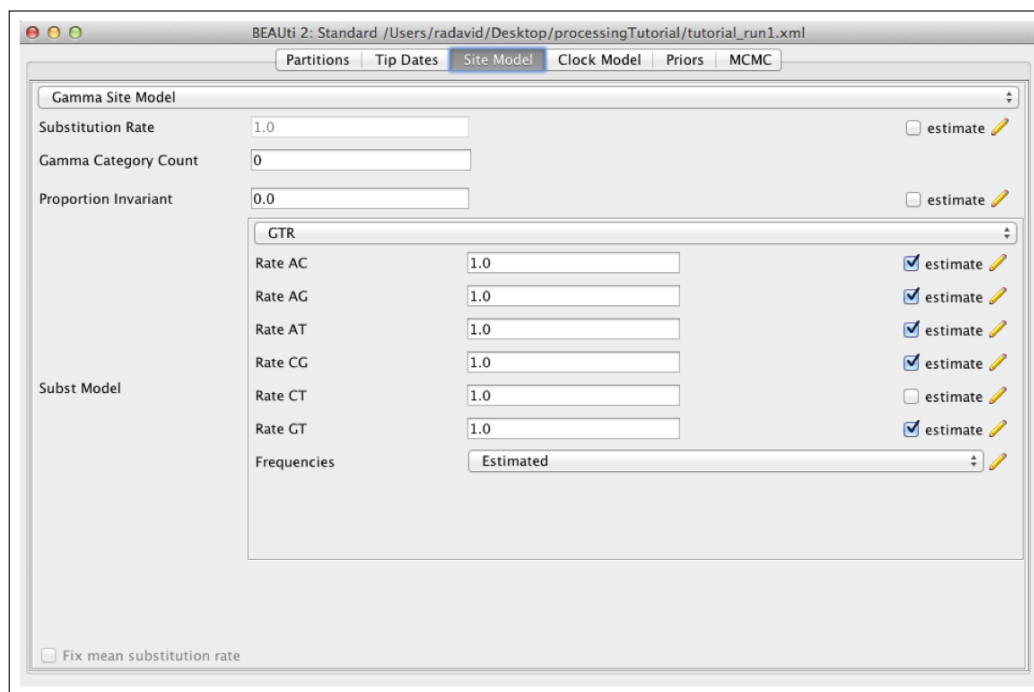 BEAUti 2: Standard /Users/radavid/Desktop/processingTutorial/tutorial_run1.xml
Partitions Tip Dates Site Model Clock Model Priors MCMC
Gamma Site Model
Substitution Rate 1.0 estimate
Gamma Category Count 0
Proportion Invariant 0.0 estimate
GTR
Rate AC 1.0 estimate
Rate AG 1.0 estimate
Rate AT 1.0 estimate
Rate CG 1.0 estimate
Subst Model
Rate CT 1.0 estimate
Rate GT 1.0 estimate
Frequencies Estimated
Fix mean substitution rate